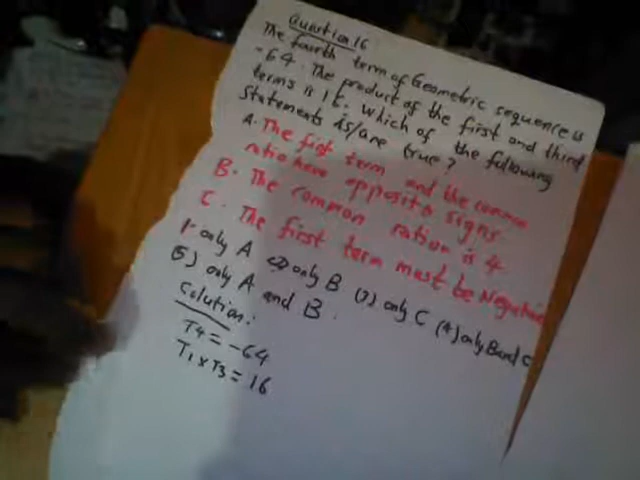 Question 16
The fourth term of Geometric sequence is
-64. The product of the first and third
terms is 16. Which of the following
Statements is/are true?
A. The first term and the common
ratio have opposite signs.
B. The common ration is 4
C. The first term must be Negative
1. only A (2) only B (3) only C (4) only B and C
(5) only A and B.
Solution:
T4 = -64
T1 x T3 = 16